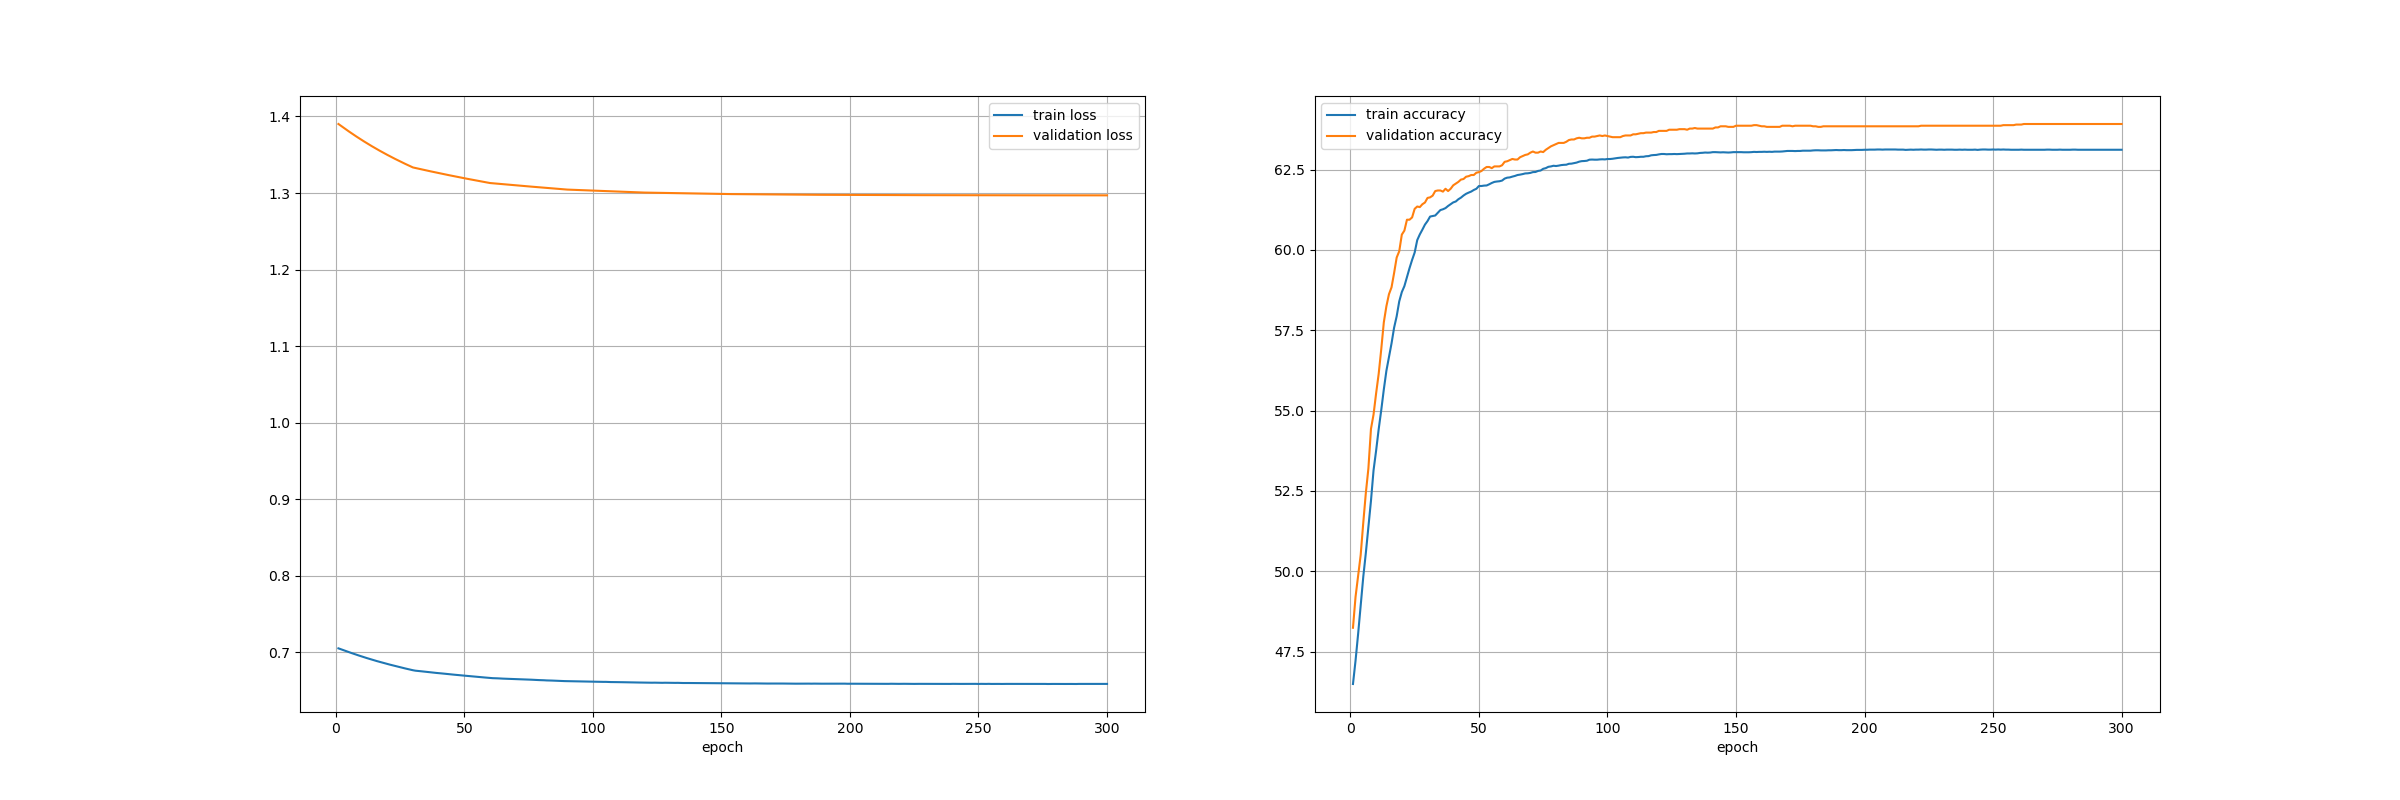 train loss
validation loss
1.4
1.3
1.2
1.1
1.0
0.9
0.8
0.7
0 50 100 150 200 250 300
epoch
train accuracy
validation accuracy
62.5
60.0
57.5
55.0
52.5
50.0
47.5
0 50 100 150 200 250 300
epoch